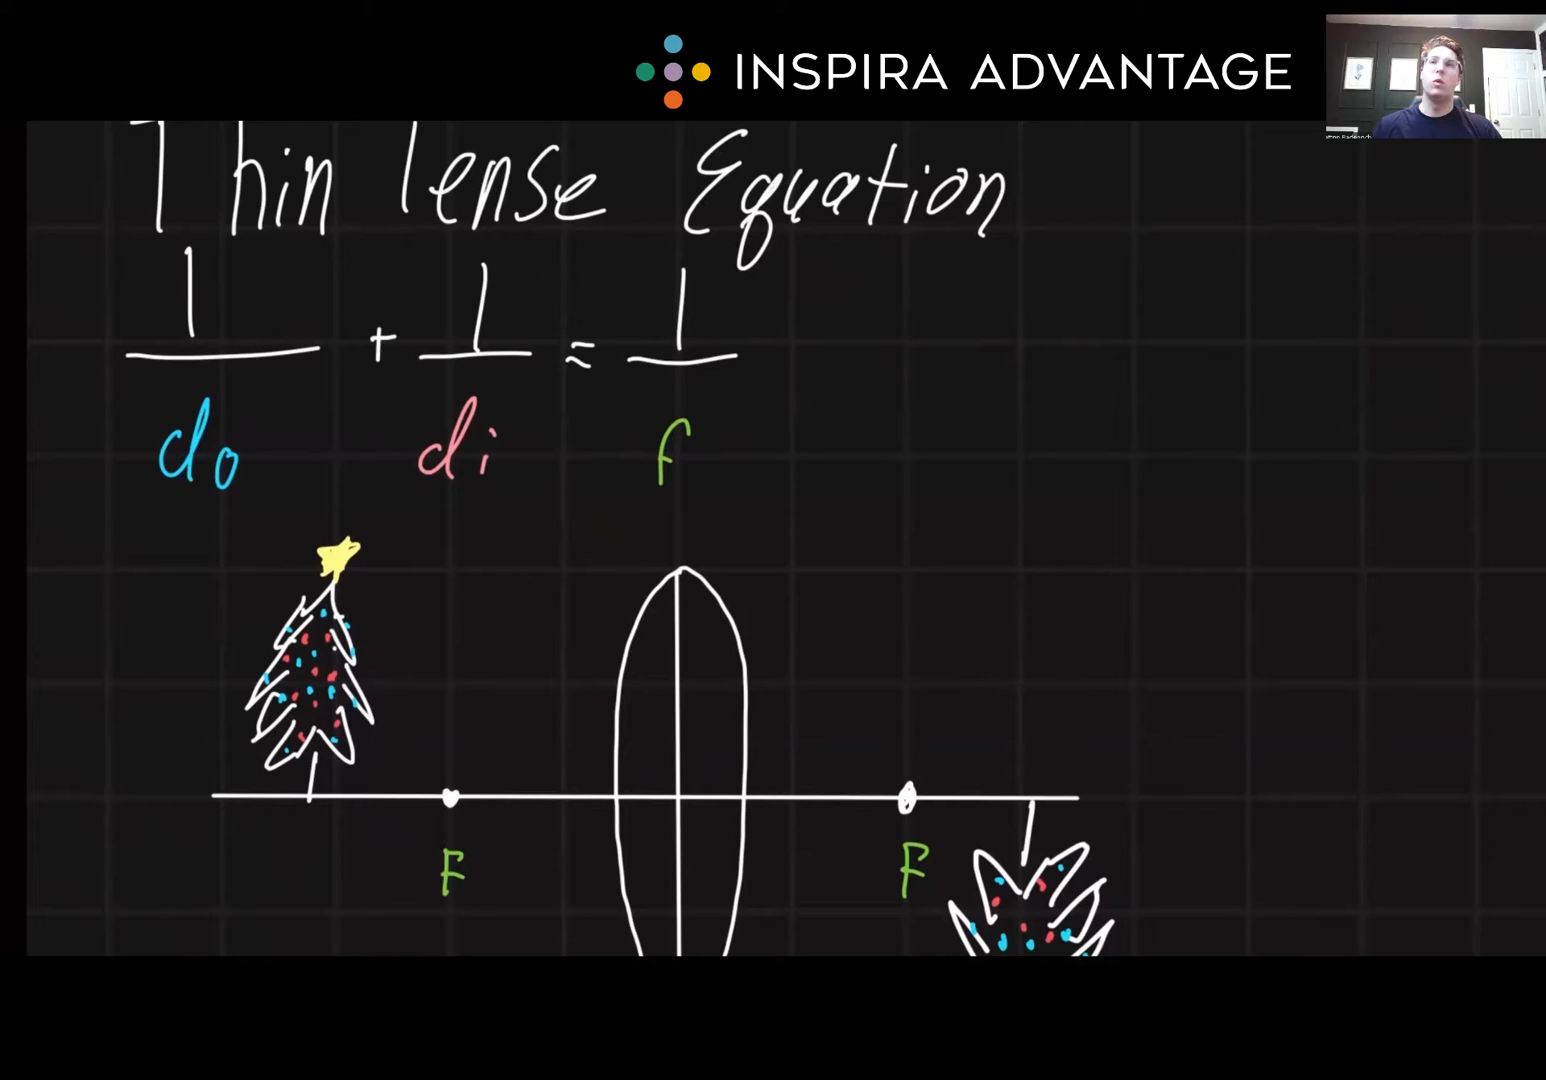 INSPIRA ADVANTAGE
Thin lense Equation
1/do + 1/di = 1/f
F F